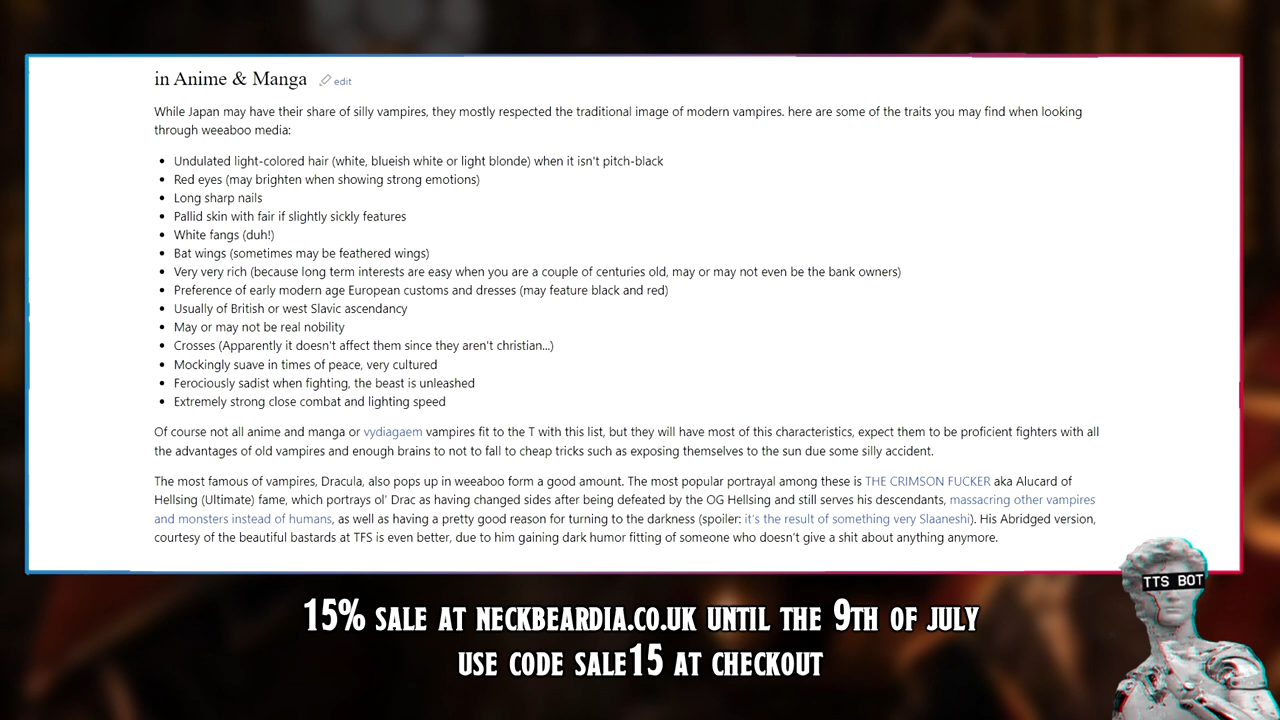 in Anime & Manga edit
While Japan may have their share of silly vampires, they mostly respected the traditional image of modern vampires. here are some of the traits you may find when looking
through weeaboo media:
• Undulated light-colored hair (white, blueish white or light blonde) when it isn't pitch-black
• Red eyes (may brighten when showing strong emotions)
• Long sharp nails
• Pallid skin with fair if slightly sickly features
• White fangs (duh!)
• Bat wings (sometimes may be feathered wings)
• Very very rich (because long term interests are easy when you are a couple of centuries old, may or may not even be the bank owners)
• Preference of early modern age European customs and dresses (may feature black and red)
• Usually of British or west Slavic ascendancy
• May or may not be real nobility
• Crosses (Apparently it doesn't affect them since they aren't christian...)
• Mockingly suave in times of peace, very cultured
• Ferociously sadist when fighting, the beast is unleashed
• Extremely strong close combat and lighting speed
Of course not all anime and manga or vydiagaem vampires fit to the T with this list, but they will have most of this characteristics, expect them to be proficient fighters with all
the advantages of old vampires and enough brains to not to fall to cheap tricks such as exposing themselves to the sun due some silly accident.
The most famous of vampires, Dracula, also pops up in weeaboo form a good amount. The most popular portrayal among these is THE CRIMSON FUCKER aka Alucard of
Hellsing (Ultimate) fame, which portrays ol' Drac as having changed sides after being defeated by the OG Hellsing and still serves his descendants, massacring other vampires
and monsters instead of humans, as well as having a pretty good reason for turning to the darkness (spoiler: it's the result of something very Slaaneshi). His Abridged version,
courtesy of the beautiful bastards at TFS is even better, due to him gaining dark humor fitting of someone who doesn't give a shit about anything anymore.
TTS BOT
15% SALE AT NECKBEARDIA.CO.UK UNTIL THE 9TH OF JULY
USE CODE SALE15 AT CHECKOUT